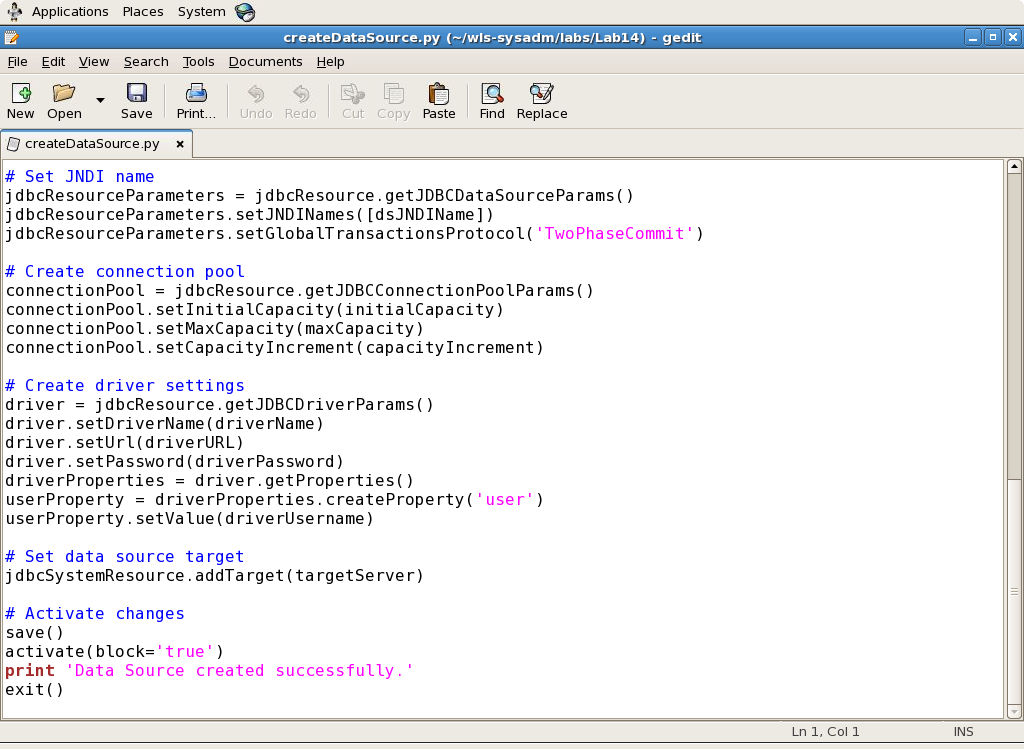 Applications Places System
createDataSource.py (~/wls-sysadm/labs/Lab14) - gedit
File Edit View Search Tools Documents Help
New Open Save Print... Undo Redo Cut Copy Paste Find Replace
createDataSource.py
# Set JNDI name
jdbcResourceParameters = jdbcResource.getJDBCDataSourceParams()
jdbcResourceParameters.setJNDINames([dsJNDIName])
jdbcResourceParameters.setGlobalTransactionsProtocol('TwoPhaseCommit')
# Create connection pool
connectionPool = jdbcResource.getJDBCConnectionPoolParams()
connectionPool.setInitialCapacity(initialCapacity)
connectionPool.setMaxCapacity(maxCapacity)
connectionPool.setCapacityIncrement(capacityIncrement)
# Create driver settings
driver = jdbcResource.getJDBCDriverParams()
driver.setDriverName(driverName)
driver.setUrl(driverURL)
driver.setPassword(driverPassword)
driverProperties = driver.getProperties()
userProperty = driverProperties.createProperty('user')
userProperty.setValue(driverUsername)
# Set data source target
jdbcSystemResource.addTarget(targetServer)
# Activate changes
save()
activate(block='true')
print 'Data Source created successfully.'
exit()
Ln 1, Col 1 INS